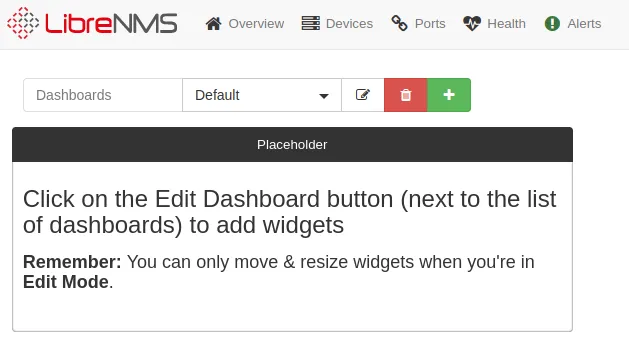 LibreNMS Overview Devices Ports Health Alerts
Dashboards Default
Placeholder
Click on the Edit Dashboard button (next to the list
of dashboards) to add widgets
Remember: You can only move & resize widgets when you're in
Edit Mode.